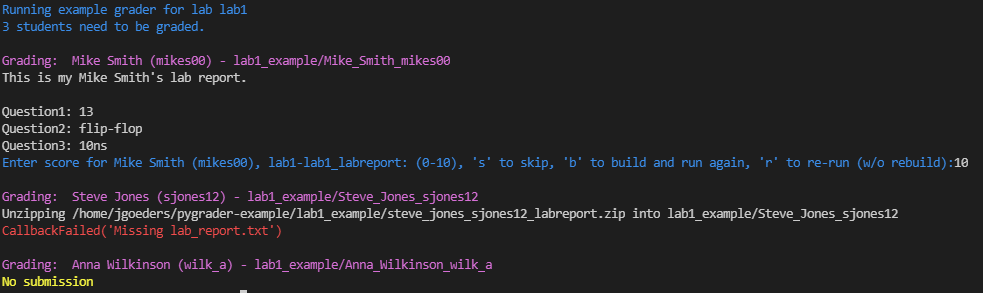 Running example grader for lab lab1
3 students need to be graded.
Grading:  Mike Smith (mikes00) - lab1_example/Mike_Smith_mikes00
This is my Mike Smith's lab report.
Question1: 13
Question2: flip-flop
Question3: 10ns
Enter score for Mike Smith (mikes00), lab1-lab1_labreport: (0-10), 's' to skip, 'b' to build and run again, 'r' to re-run (w/o rebuild):10
Grading:  Steve Jones (sjones12) - lab1_example/Steve_Jones_sjones12
Unzipping /home/jgoeders/pygrader-example/lab1_example/steve_jones_sjones12_labreport.zip into lab1_example/Steve_Jones_sjones12
CallbackFailed('Missing lab_report.txt')
Grading:  Anna Wilkinson (wilk_a) - lab1_example/Anna_Wilkinson_wilk_a
No submission